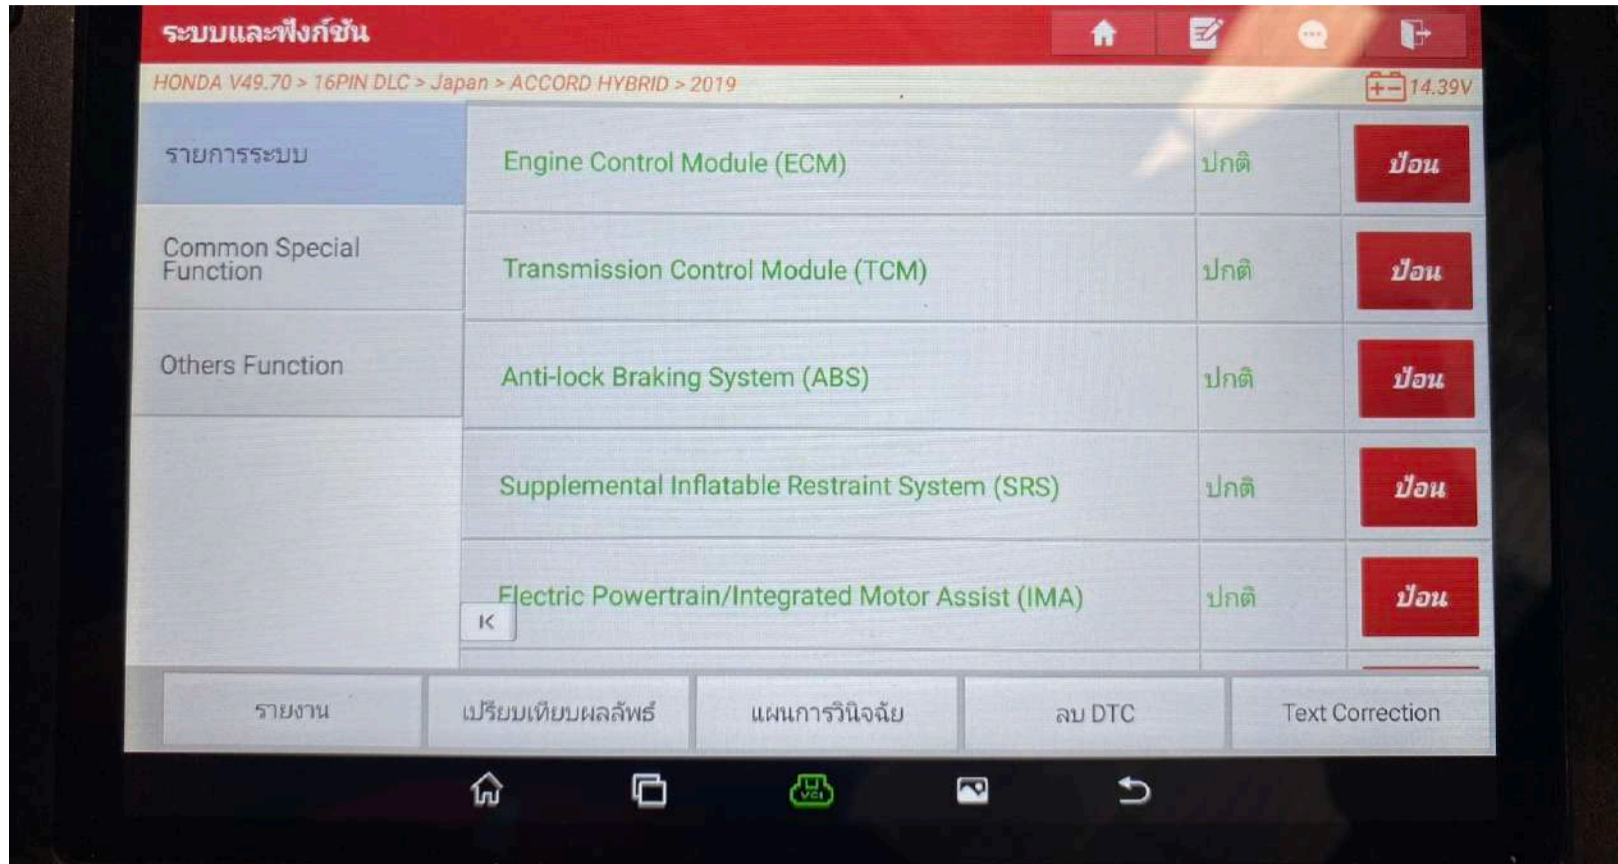 ระบบและฟังก์ชัน
HONDA V49.70 > 16PIN DLC > Japan > ACCORD HYBRID > 2019
14.39V
รายการระบบ
Common Special
Function
Others Function
Engine Control Module (ECM) ปกติ ป้อน
Transmission Control Module (TCM) ปกติ ป้อน
Anti-lock Braking System (ABS) ปกติ ป้อน
Supplemental Inflatable Restraint System (SRS) ปกติ ป้อน
Electric Powertrain/Integrated Motor Assist (IMA) ปกติ ป้อน
รายงาน เปรียบเทียบผลลัพธ์ แผนการวินิจฉัย ลบ DTC Text Correction
VCI